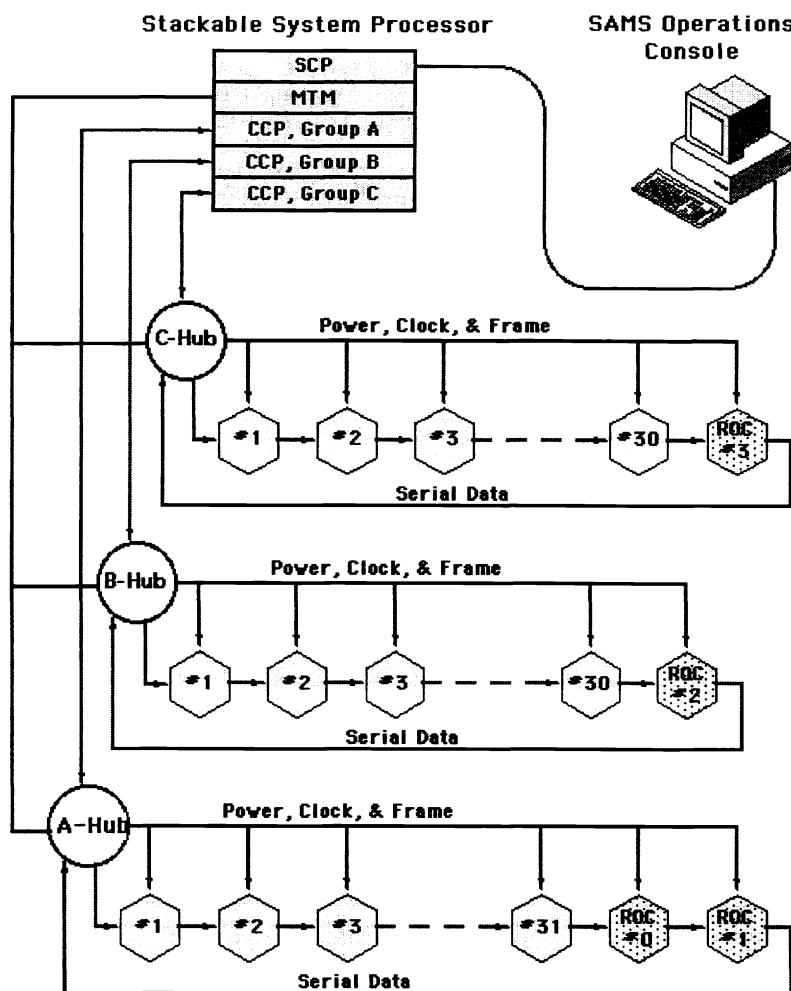 Stackable System Processor
SAMS Operations
Console
SCP
MTM
CCP, Group A
CCP, Group B
CCP, Group C
C-Hub
Power, Clock, & Frame
#1
#2
#3
#30
ROC
#3
Serial Data
B-Hub
Power, Clock, & Frame
#1
#2
#3
#30
ROC
#2
Serial Data
A-Hub
Power, Clock, & Frame
#1
#2
#3
#31
ROC
#0
ROC
#1
Serial Data